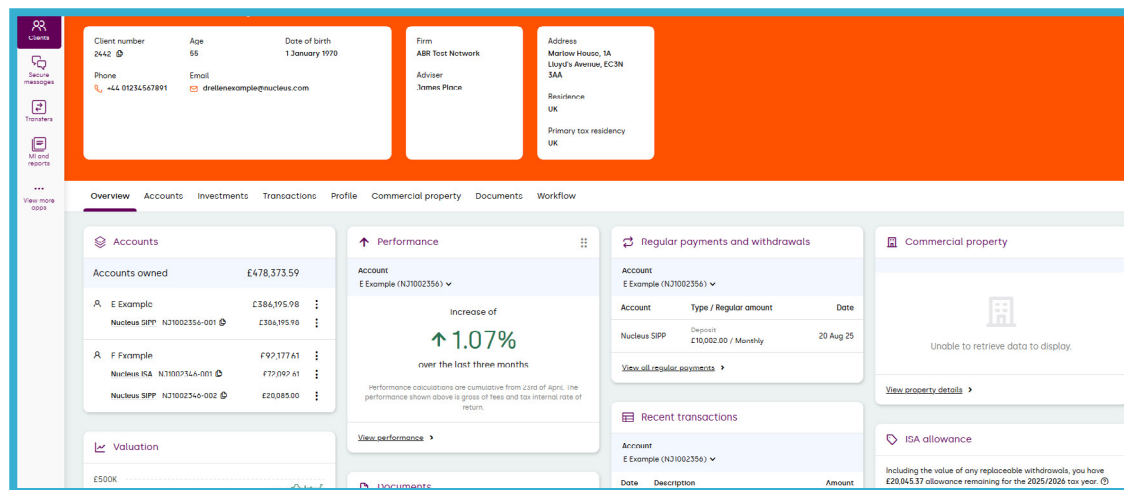 Clients
Secure
messages
Transfers
MI and
reports
View more
apps
Client number
2442
Age
55
Date of birth
1 January 1970
Phone
+44 01234567891
Email
drellenexample@nucleus.com
Firm
ABR Test Network
Adviser
James Place
Address
Marlow House, 1A
Lloyd's Avenue, EC3N
3AA
Residence
UK
Primary tax residency
UK
Overview Accounts Investments Transactions Profile Commercial property Documents Workflow
Accounts
Accounts owned £478,373.59
E Example £386,195.98
Nucleus SIPP NJ1002356-001 £386,195.98
E Example £92,177.61
Nucleus ISA NJ1002346-001 £72,092.61
Nucleus SIPP NJ1002346-002 £20,085.00
Valuation
£500K
Performance
Account
E Example (NJ1002356)
Increase of
1.07%
over the last three months
Performance calculations are cumulative from 23rd of April. The
performance shown above is gross of fees and tax internal rate of
return.
View performance
Documents
Regular payments and withdrawals
Account
E Example (NJ1002356)
Account Type / Regular amount Date
Nucleus SIPP Deposit 20 Aug 25
£10,002.00 / Monthly
View all regular payments
Recent transactions
Account
E Example (NJ1002356)
Date Description Amount
Commercial property
Unable to retrieve data to display.
View property details
ISA allowance
Including the value of any replaceable withdrawals, you have
£20,045.37 allowance remaining for the 2025/2026 tax year.